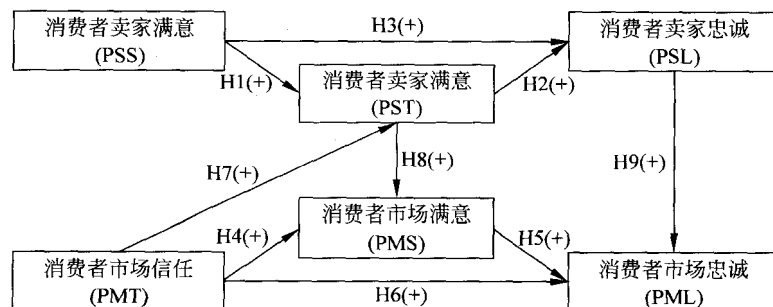 消费者卖家满意
(PSS)
H3(+)
消费者卖家忠诚
(PSL)
H1(+)
消费者卖家满意
(PST)
H2(+)
H7(+)
H8(+)
H9(+)
消费者市场满意
(PMS)
H4(+)
H5(+)
消费者市场信任
(PMT)
H6(+)
消费者市场忠诚
(PML)